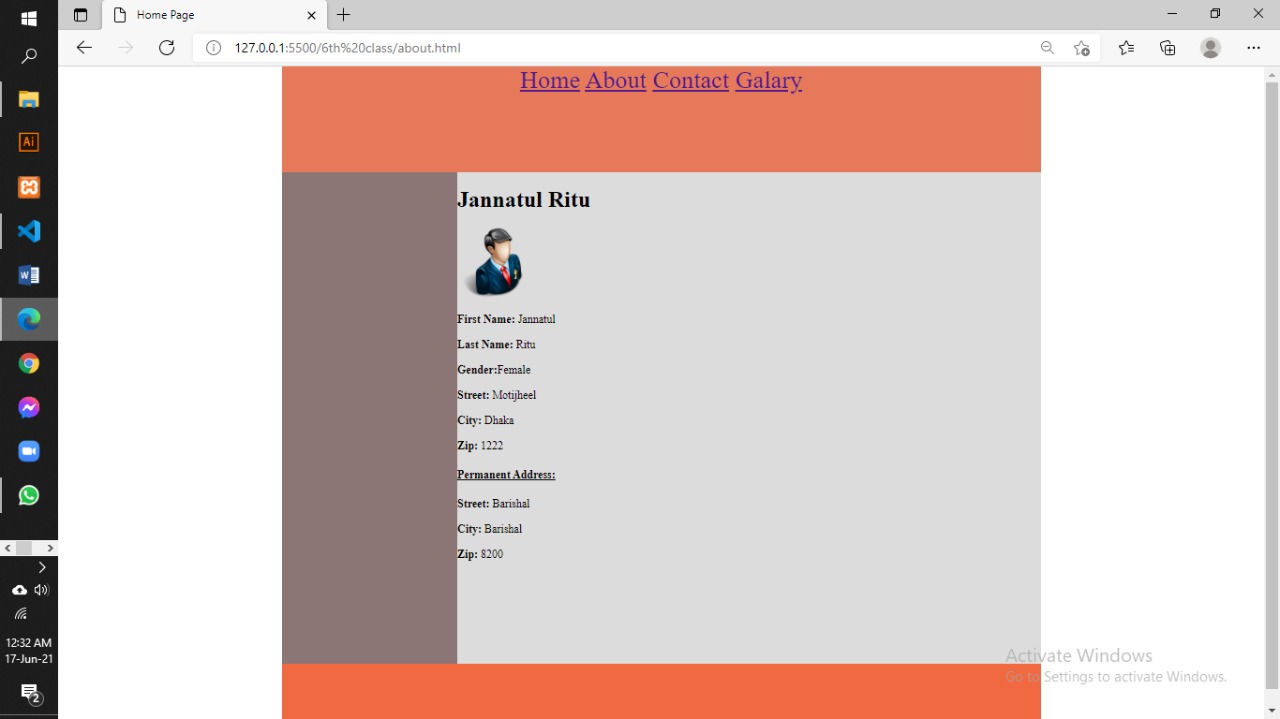 Home Page
127.0.0.1:5500/6th%20class/about.html
Home About Contact Galary
Jannatul Ritu
First Name: Jannatul
Last Name: Ritu
Gender:Female
Street: Motijheel
City: Dhaka
Zip: 1222
Permanent Address:
Street: Barishal
City: Barishal
Zip: 8200
Activate Windows
Go to Settings to activate Windows.
Ai
W
12:32 AM
17-Jun-21
2